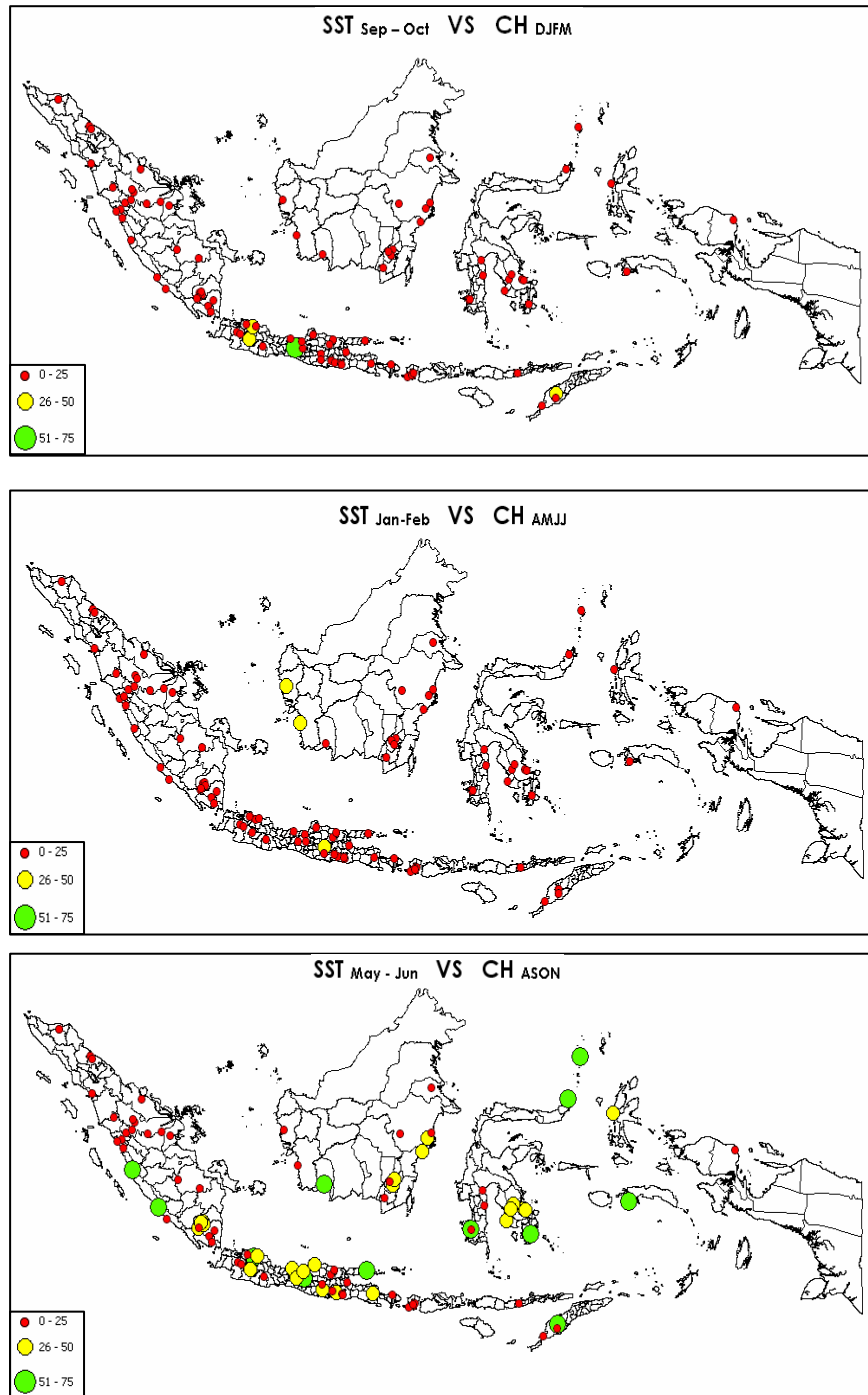 SST Sep – Oct VS CH DJFM
0 - 25
26 - 50
51 - 75
SST Jan-Feb VS CH AMJJ
0 - 25
26 - 50
51 - 75
SST May - Jun VS CH ASON
0 - 25
26 - 50
51 - 75